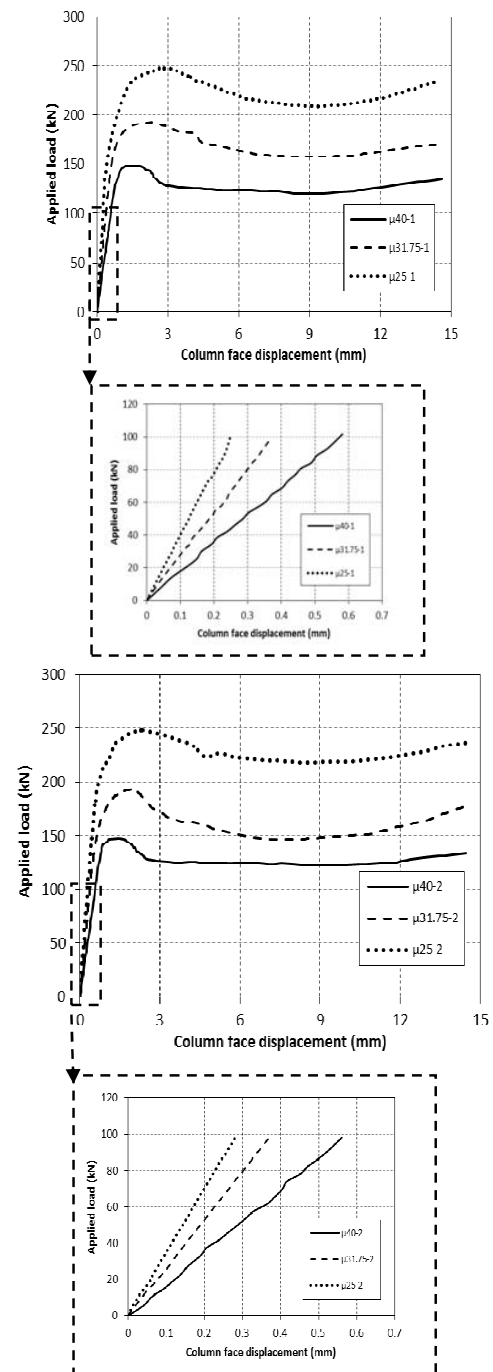 300
250
200
150
100
50
0
Applied load (kN)
μ40-1
μ31.75-1
μ25 1
0 3 6 9 12 15
Column face displacement (mm)
120
100
80
60
40
20
0
Applied load (kN)
μ40-1
μ31.75-1
μ25-1
0 0.1 0.2 0.3 0.4 0.5 0.6 0.7
Column face displacement (mm)
300
250
200
150
100
50
0
Applied load (kN)
μ40-2
μ31.75-2
μ25 2
0 3 6 9 12 15
Column face displacement (mm)
120
100
80
60
40
20
0
Applied load (kN)
μ40-2
μ31.75-2
μ25 2
0 0.1 0.2 0.3 0.4 0.5 0.6 0.7
Column face displacement (mm)